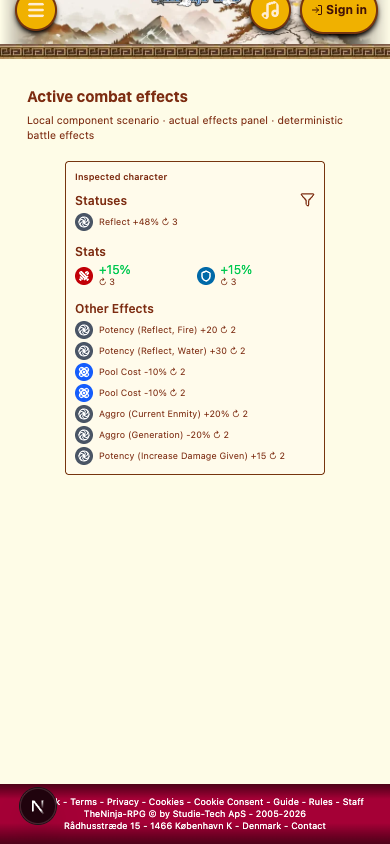 Sign in
Active combat effects
Local component scenario · actual effects panel · deterministic
battle effects
Inspected character
Statuses
Reflect +48% ↻ 3
Stats
+15%
↻ 3
+15%
↻ 3
Other Effects
Potency (Reflect, Fire) +20 ↻ 2
Potency (Reflect, Water) +30 ↻ 2
Pool Cost -10% ↻ 2
Pool Cost -10% ↻ 2
Aggro (Current Enmity) +20% ↻ 2
Aggro (Generation) -20% ↻ 2
Potency (Increase Damage Given) +15 ↻ 2
- Terms - Privacy - Cookies - Cookie Consent - Guide - Rules - Staff
TheNinja-RPG © by Studie-Tech ApS - 2005-2026
Rådhusstræde 15 - 1466 København K - Denmark - Contact